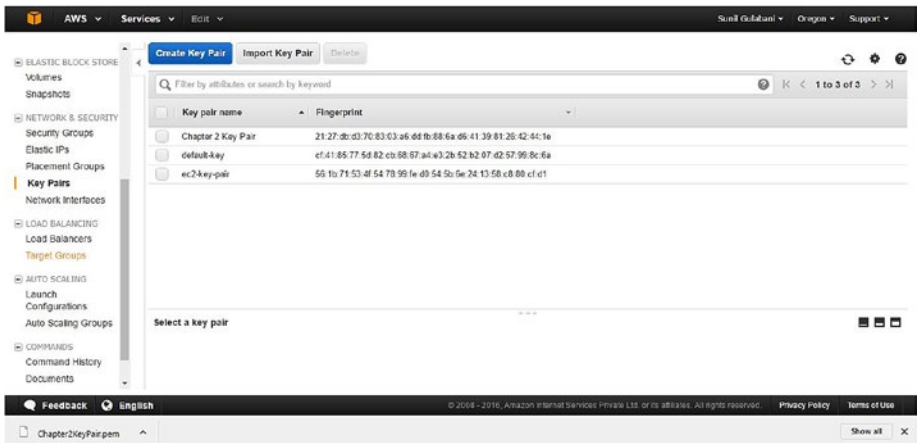 AWS Services Edit Sunil Gulabani Oregon Support
ELASTIC BLOCK STORE
Volumes
Snapshots
NETWORK & SECURITY
Security Groups
Elastic IPs
Placement Groups
Key Pairs
Network Interfaces
LOAD BALANCING
Load Balancers
Target Groups
AUTO SCALING
Launch
Configurations
Auto Scaling Groups
COMMANDS
Command History
Documents
Create Key Pair Import Key Pair Delete
Filter by attributes or search by keyword 1 to 3 of 3
Key pair name Fingerprint
Chapter 2 Key Pair 21:27:db:d3:70:83:03:a6:dd:fb:88:6a:d6:41:39:81:26:42:44:1e
default-key cf:41:85:77:5d:82:cb:68:67:a4:e3:2b:52:b2:07:d2:57:99:8c:6a
ec2-key-pair 56:1b:71:53:4f:54:78:99:fe:d0:54:5b:6e:24:13:58:c8:80:cf:d1
Select a key pair
Feedback English © 2008 - 2016, Amazon Internet Services Private Ltd. or its affiliates. All rights reserved. Privacy Policy Terms of Use
Chapter2KeyPair.pem Show all